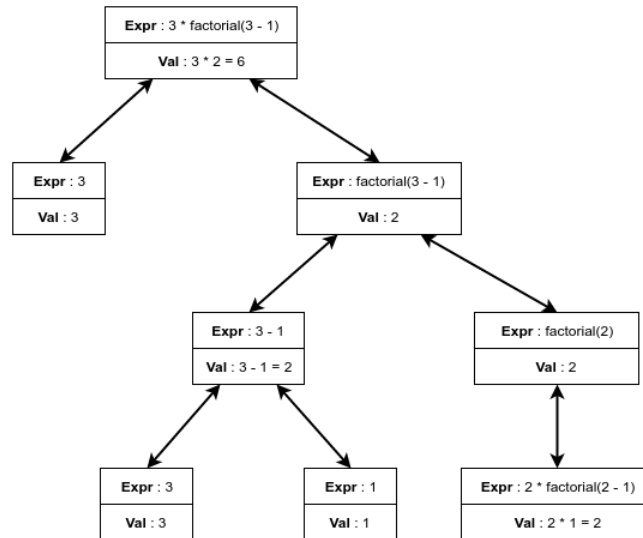 Expr : 3 * factorial(3 - 1)
Val : 3 * 2 = 6
Expr : 3
Val : 3
Expr : factorial(3 - 1)
Val : 2
Expr : 3 - 1
Val : 3 - 1 = 2
Expr : factorial(2)
Val : 2
Expr : 3
Val : 3
Expr : 1
Val : 1
Expr : 2 * factorial(2 - 1)
Val : 2 * 1 = 2